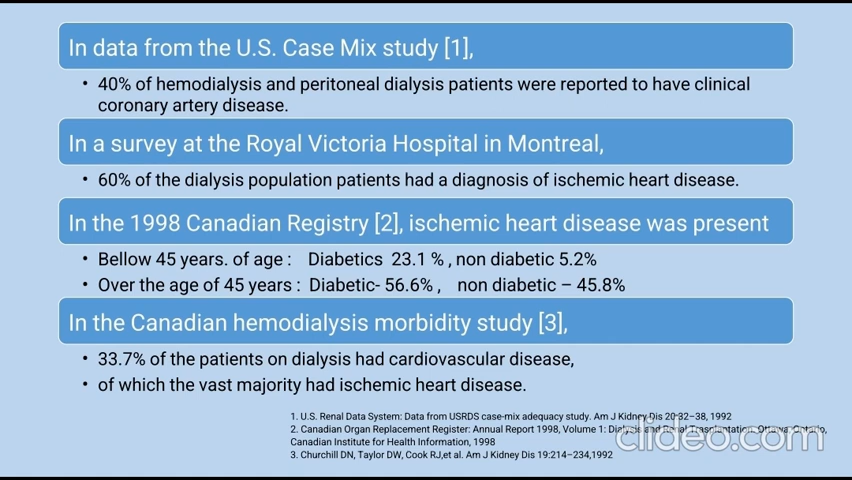 In data from the U.S. Case Mix study [1],
• 40% of hemodialysis and peritoneal dialysis patients were reported to have clinical
coronary artery disease.
In a survey at the Royal Victoria Hospital in Montreal,
• 60% of the dialysis population patients had a diagnosis of ischemic heart disease.
In the 1998 Canadian Registry [2], ischemic heart disease was present
• Bellow 45 years. of age : Diabetics 23.1 % , non diabetic 5.2%
• Over the age of 45 years : Diabetic- 56.6% , non diabetic – 45.8%
In the Canadian hemodialysis morbidity study [3],
• 33.7% of the patients on dialysis had cardiovascular disease,
• of which the vast majority had ischemic heart disease.
1. U.S. Renal Data System: Data from USRDS case-mix adequacy study. Am J Kidney Dis 20:32–38, 1992
2. Canadian Organ Replacement Register: Annual Report 1998, Volume 1: Dialysis and Renal Trasplantation. Ottawa, Ontario,
Canadian Institute for Health Information, 1998
3. Churchill DN, Taylor DW, Cook RJ,et al. Am J Kidney Dis 19:214–234,1992
clideo.com